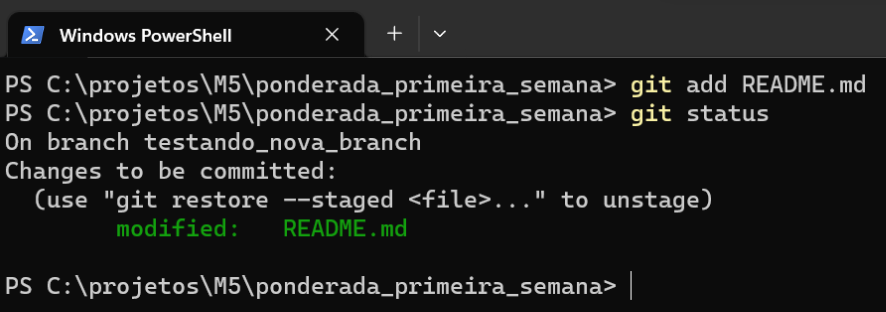 Windows PowerShell
PS C:\projetos\M5\ponderada_primeira_semana> git add README.md
PS C:\projetos\M5\ponderada_primeira_semana> git status
On branch testando_nova_branch
Changes to be committed:
  (use "git restore --staged <file>..." to unstage)
        modified:   README.md
PS C:\projetos\M5\ponderada_primeira_semana>